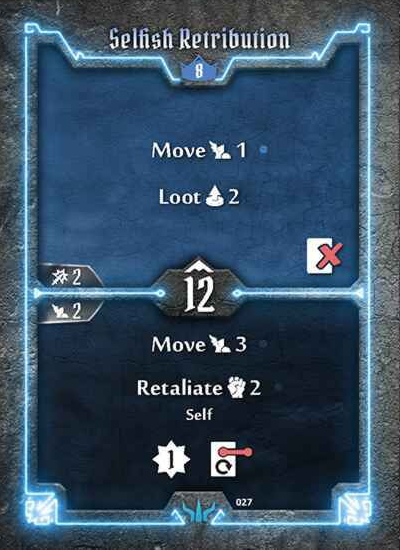 Selfish Retribution
8
Move 1
Loot 2
2
12
2
Move 3
Retaliate 2
Self
1
027